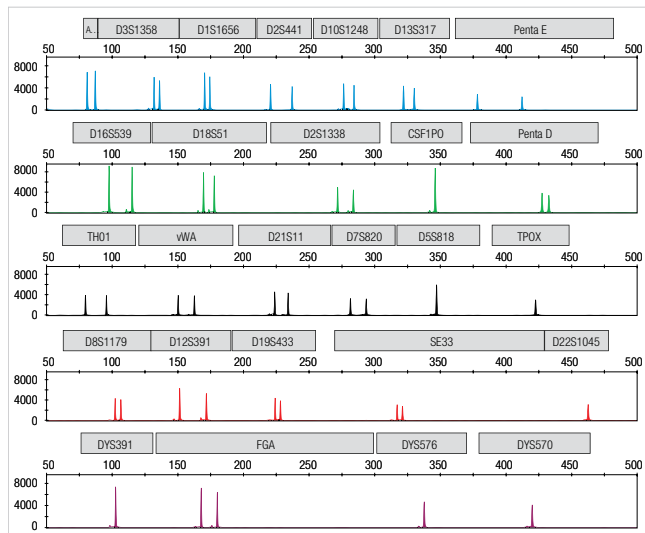 A... D3S1358 D1S1656 D2S441 D10S1248 D13S317 Penta E
50 100 150 200 250 300 350 400 450 500
8000
4000
0
D16S539 D18S51 D2S1338 CSF1PO Penta D
50 100 150 200 250 300 350 400 450 500
8000
4000
0
TH01 vWA D21S11 D7S820 D5S818 TPOX
50 100 150 200 250 300 350 400 450 500
8000
4000
0
D8S1179 D12S391 D19S433 SE33 D22S1045
50 100 150 200 250 300 350 400 450 500
8000
4000
0
DYS391 FGA DYS576 DYS570
50 100 150 200 250 300 350 400 450 500
8000
4000
0